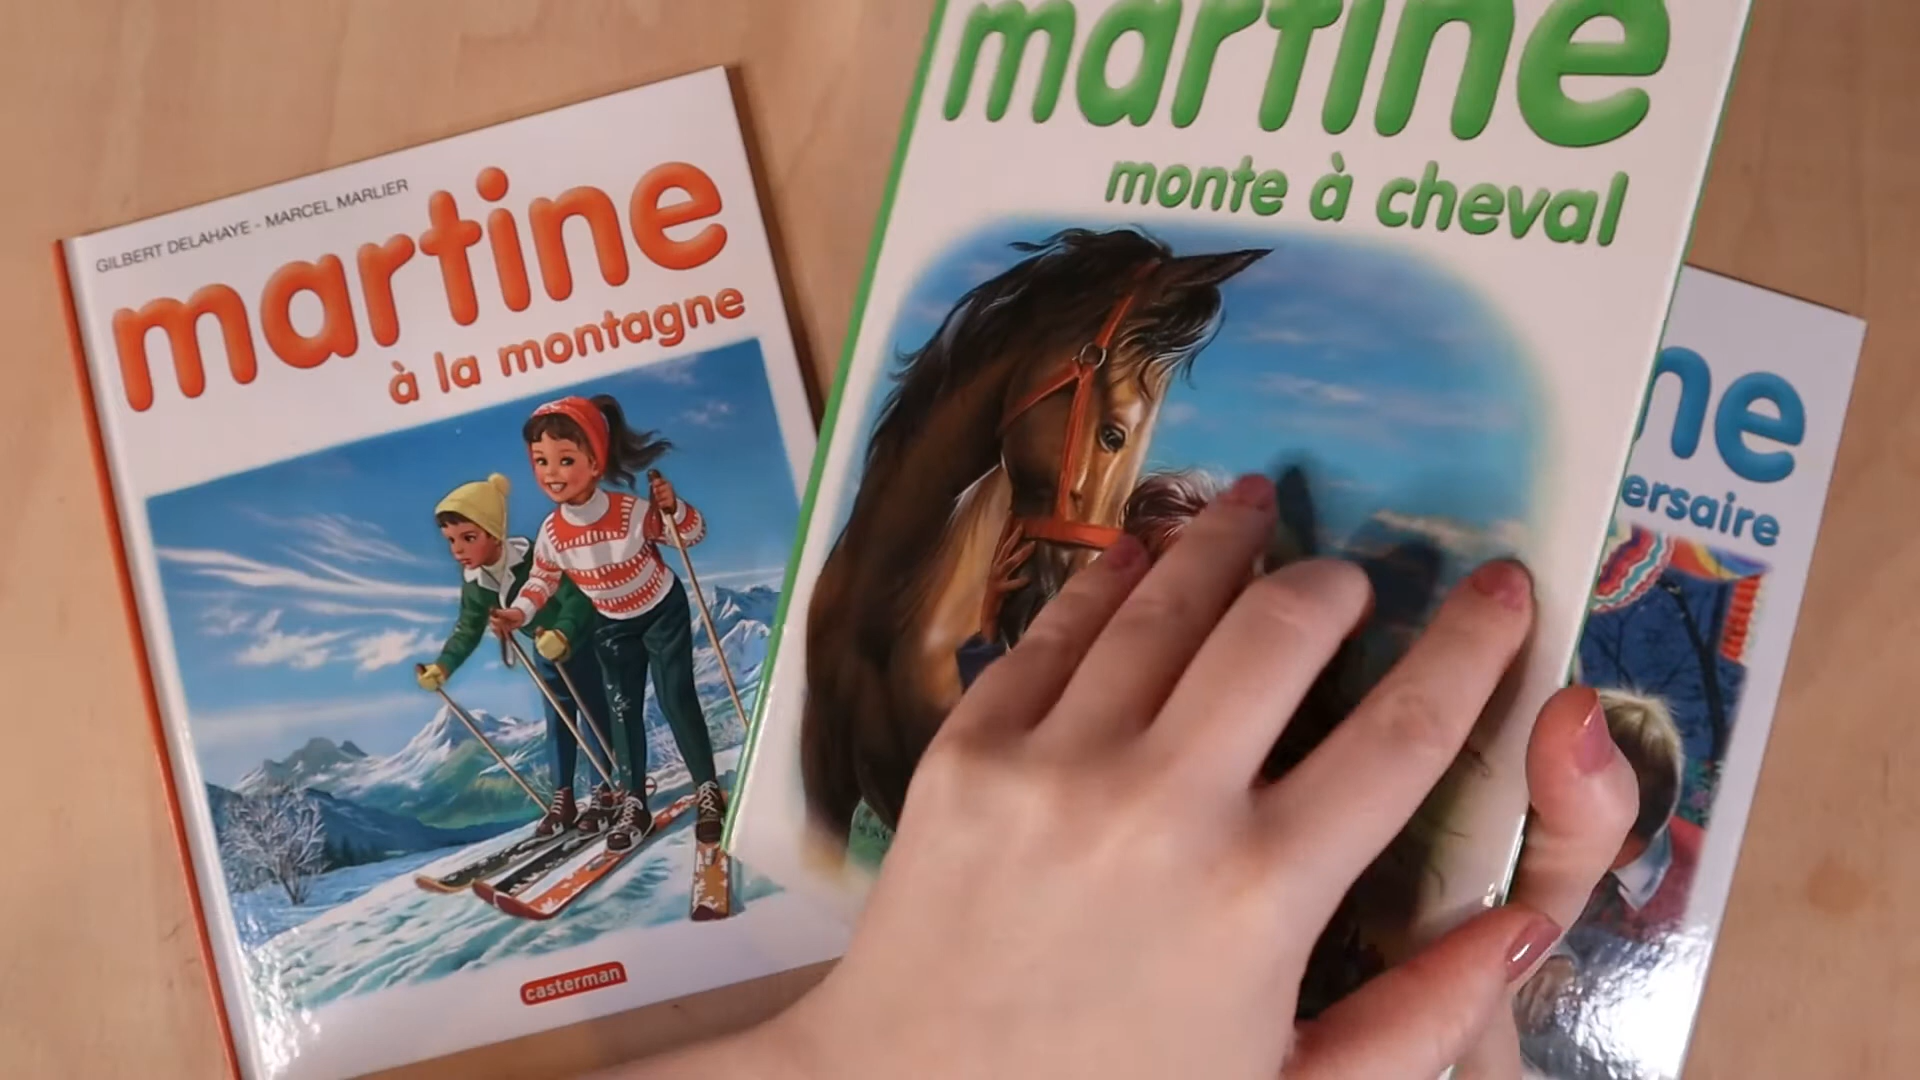 GILBERT DELAHAYE - MARCEL MARLIER
martine
à la montagne
casterman
martine
monte à cheval
ne
ersaire